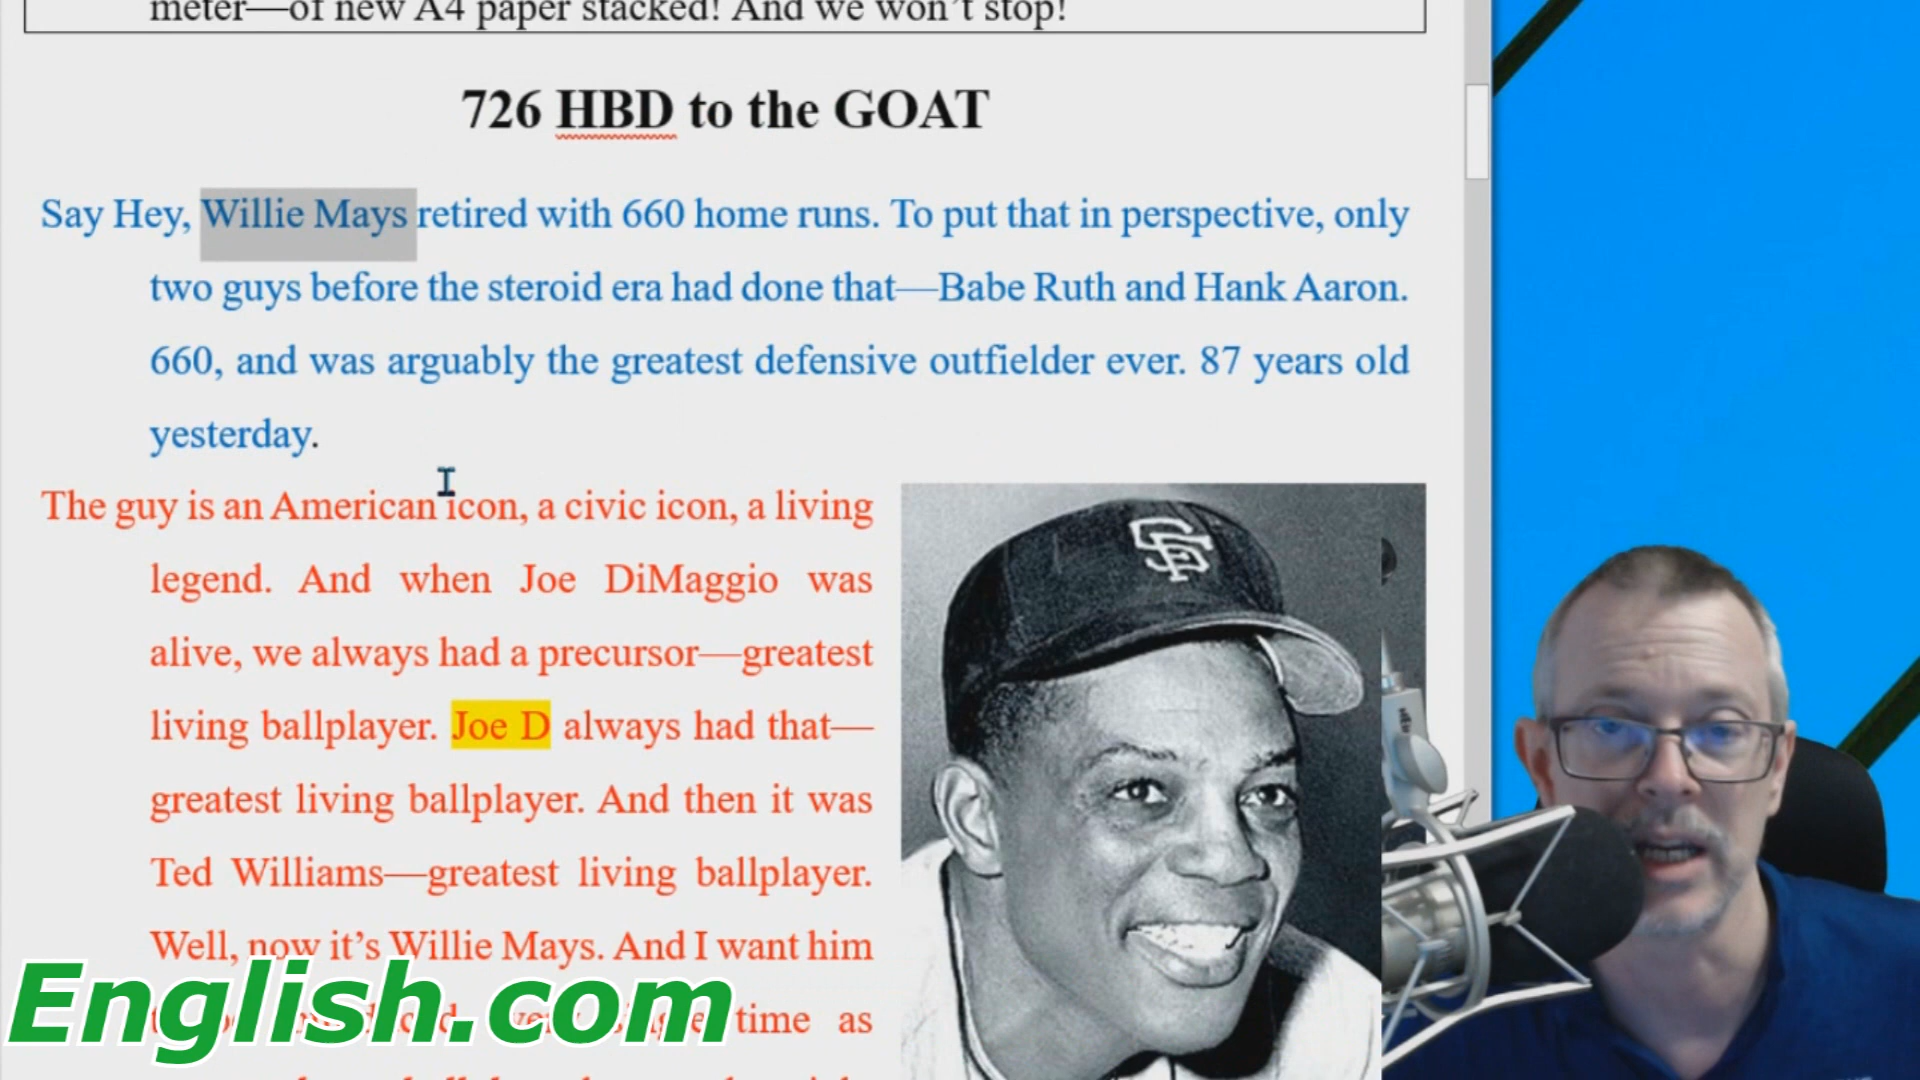 meter—of new A4 paper stacked! And we won't stop!
726 HBD to the GOAT
Say Hey, Willie Mays retired with 660 home runs. To put that in perspective, only
two guys before the steroid era had done that—Babe Ruth and Hank Aaron.
660, and was arguably the greatest defensive outfielder ever. 87 years old
yesterday.
The guy is an American icon, a civic icon, a living
legend. And when Joe DiMaggio was
alive, we always had a precursor—greatest
living ballplayer. Joe D always had that—
greatest living ballplayer. And then it was
Ted Williams—greatest living ballplayer.
Well, now it's Willie Mays. And I want him
time as
SF
English.com